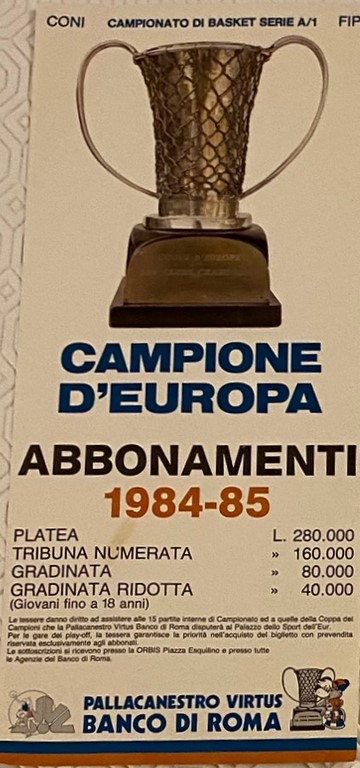 CONI CAMPIONATO DI BASKET SERIE A/1 FIP
CAMPIONE
D'EUROPA
ABBONAMENTI
1984-85
PLATEA L. 280.000
TRIBUNA NUMERATA » 160.000
GRADINATA » 80.000
GRADINATA RIDOTTA » 40.000
(Giovani fino a 18 anni)
Le tessere danno diritto ad assistere alle 15 partite interne di Campionato ed a quelle della Coppa dei
Campioni che la Pallacanestro Virtus Banco di Roma disputerà al Palazzo dello Sport dell'Eur.
Per le gare dei play-off, la tessera garantisce la priorità nell'acquisto del biglietto con prevendita
riservata esclusivamente agli abbonati.
Le sottoscrizioni si ricevono presso la ORBIS Piazza Esquilino e presso tutte
le Agenzie del Banco di Roma.
PALLACANESTRO VIRTUS
BANCO DI ROMA